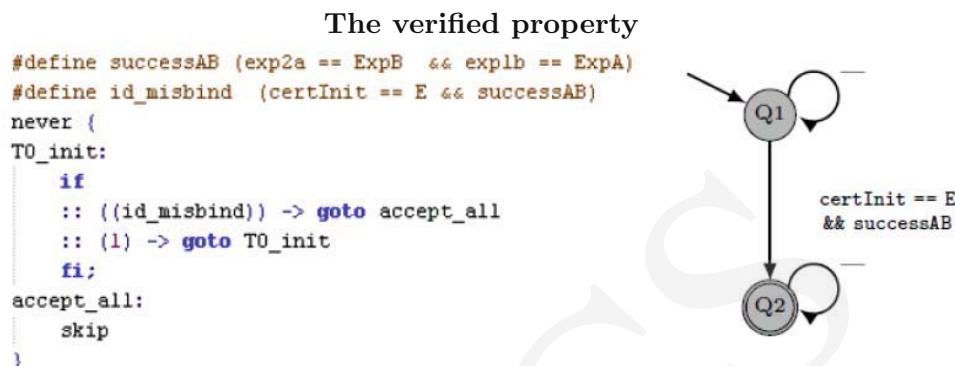 The verified property
#define successAB (exp2a == ExpB && exp1b == ExpA)
#define id_misbind (certInit == E && successAB)
never {
T0_init:
if
:: ((id_misbind)) -> goto accept_all
:: (1) -> goto T0_init
fi;
accept_all:
skip
}
Q1
certInit == E
&& successAB
Q2